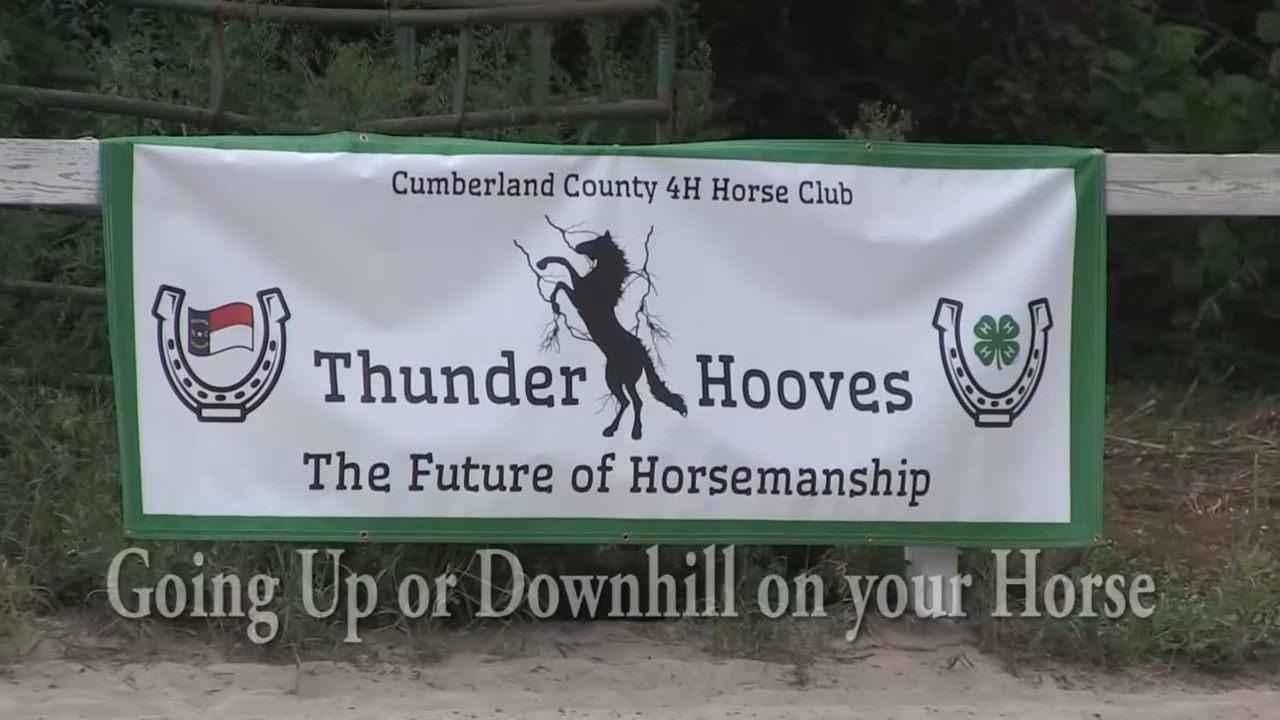 Cumberland County 4H Horse Club
Thunder Hooves
The Future of Horsemanship
H H H H
Going Up or Downhill on your Horse